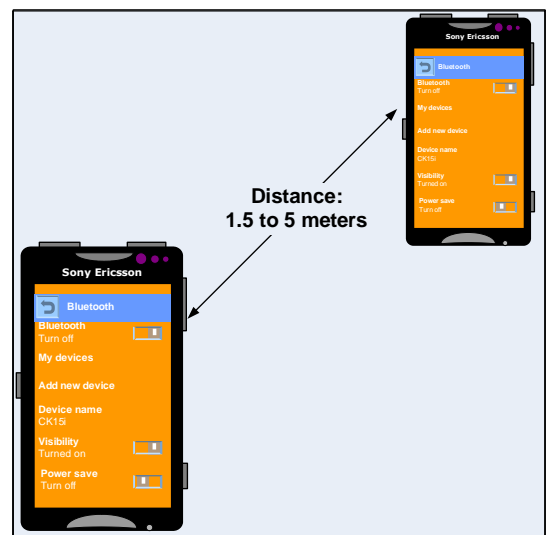 Sony Ericsson
Bluetooth
Bluetooth
Turn off
My devices
Add new device
Device name
CK15i
Visibility
Turned on
Power save
Turn off
Distance:
1.5 to 5 meters
Sony Ericsson
Bluetooth
Bluetooth
Turn off
My devices
Add new device
Device name
CK15i
Visibility
Turned on
Power save
Turn off